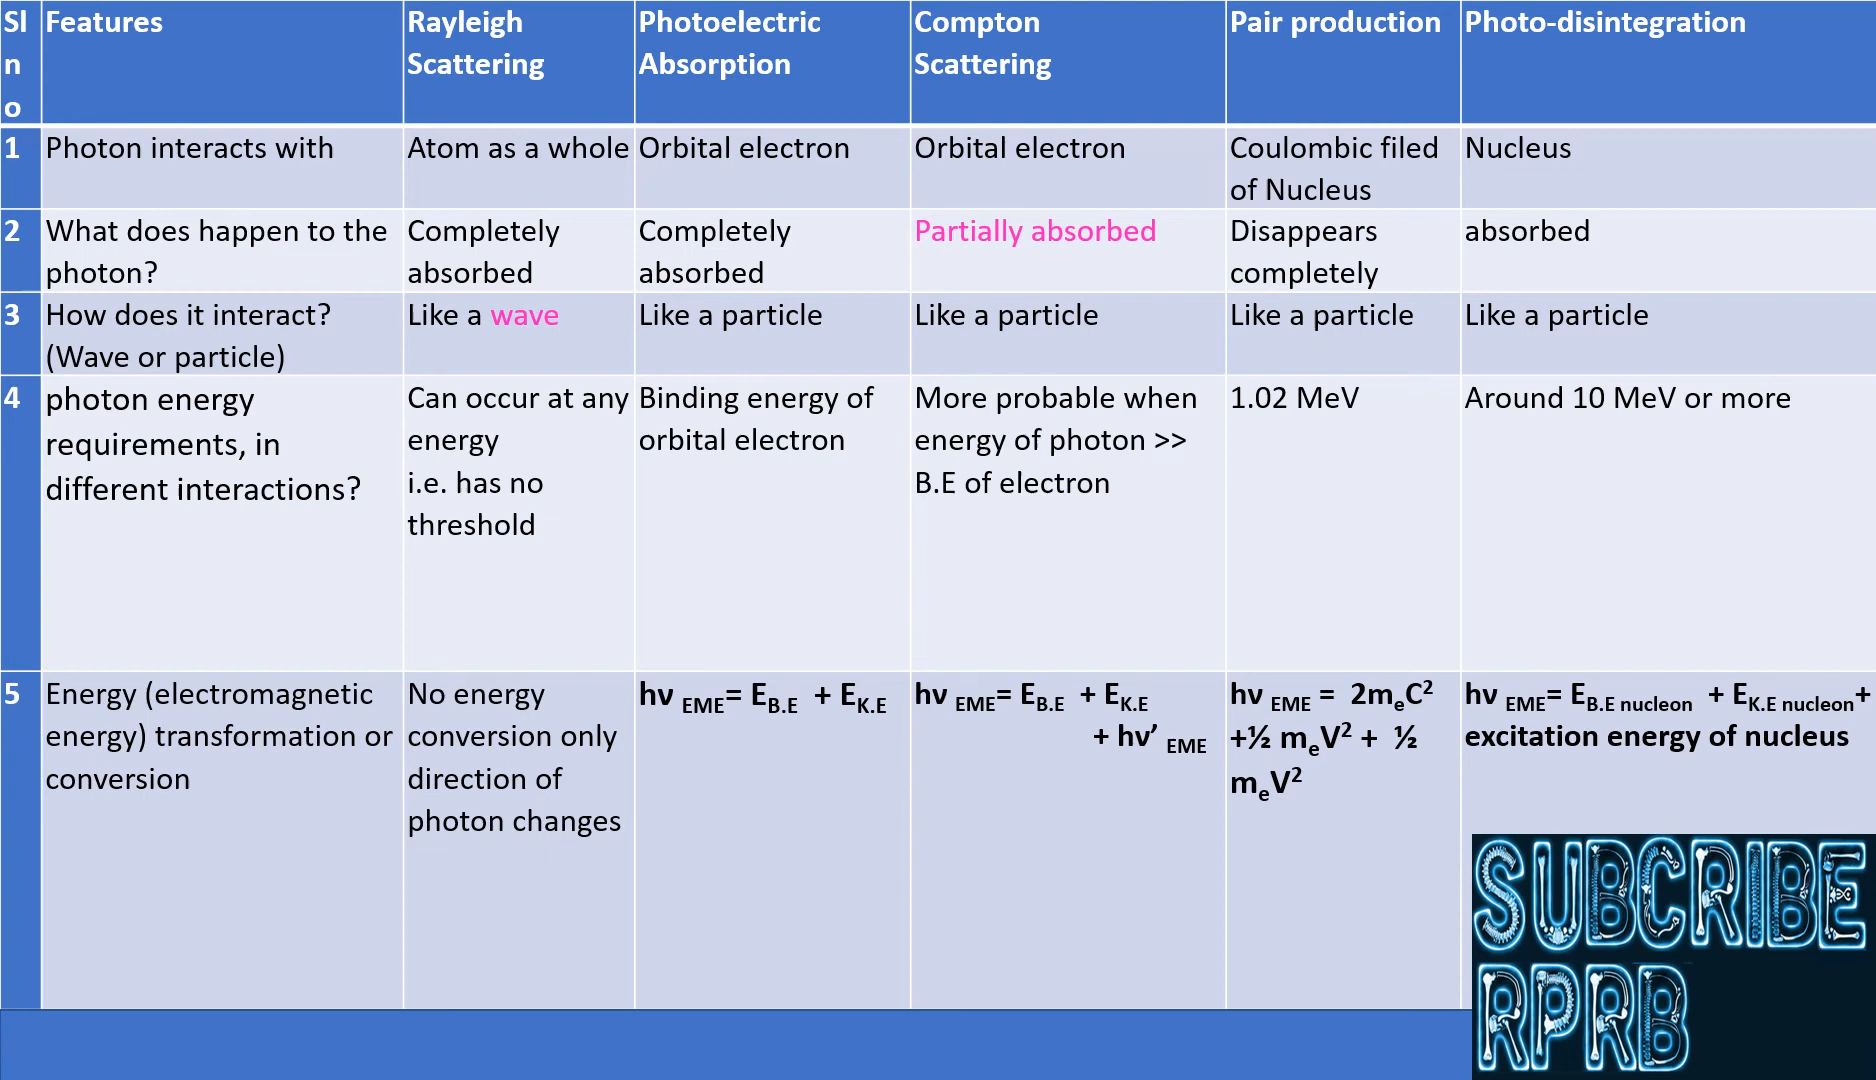 Sl
n
o
Features
Rayleigh
Scattering
Photoelectric
Absorption
Compton
Scattering
Pair production
Photo-disintegration
1
Photon interacts with
Atom as a whole
Orbital electron
Orbital electron
Coulombic filed
of Nucleus
Nucleus
2
What does happen to the
photon?
Completely
absorbed
Completely
absorbed
Partially absorbed
Disappears
completely
absorbed
3
How does it interact?
(Wave or particle)
Like a wave
Like a particle
Like a particle
Like a particle
Like a particle
4
photon energy
requirements, in
different interactions?
Can occur at any
energy
i.e. has no
threshold
Binding energy of
orbital electron
More probable when
energy of photon >>
B.E of electron
1.02 MeV
Around 10 MeV or more
5
Energy (electromagnetic
energy) transformation or
conversion
No energy
conversion only
direction of
photon changes
hν EME= EB.E + EK.E
hν EME= EB.E + EK.E
+ hν’ EME
hν EME = 2meC²
+½ meV² + ½
meV²
hν EME= EB.E nucleon + EK.E nucleon+
excitation energy of nucleus
SUBCRIBE
RPRB